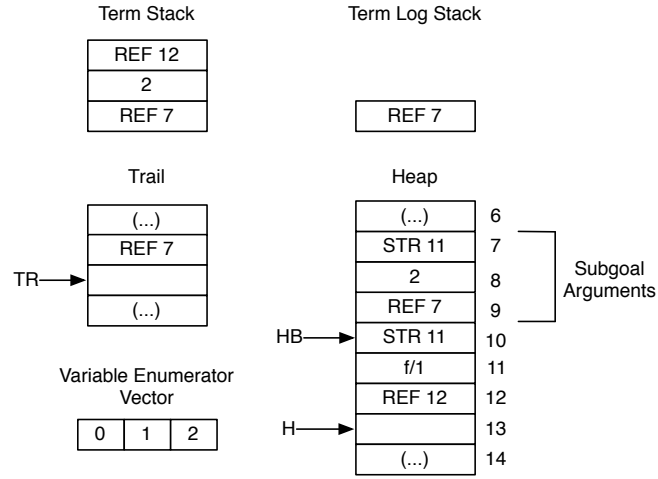 Term Stack
REF 12
2
REF 7
Term Log Stack
REF 7
Trail
(...)
REF 7
TR
(...)
Heap
(...) 6
STR 11 7
2 8
REF 7 9
HB STR 11 10
f/1 11
REF 12 12
H 13
(...) 14
Subgoal
Arguments
Variable Enumerator
Vector
0 1 2